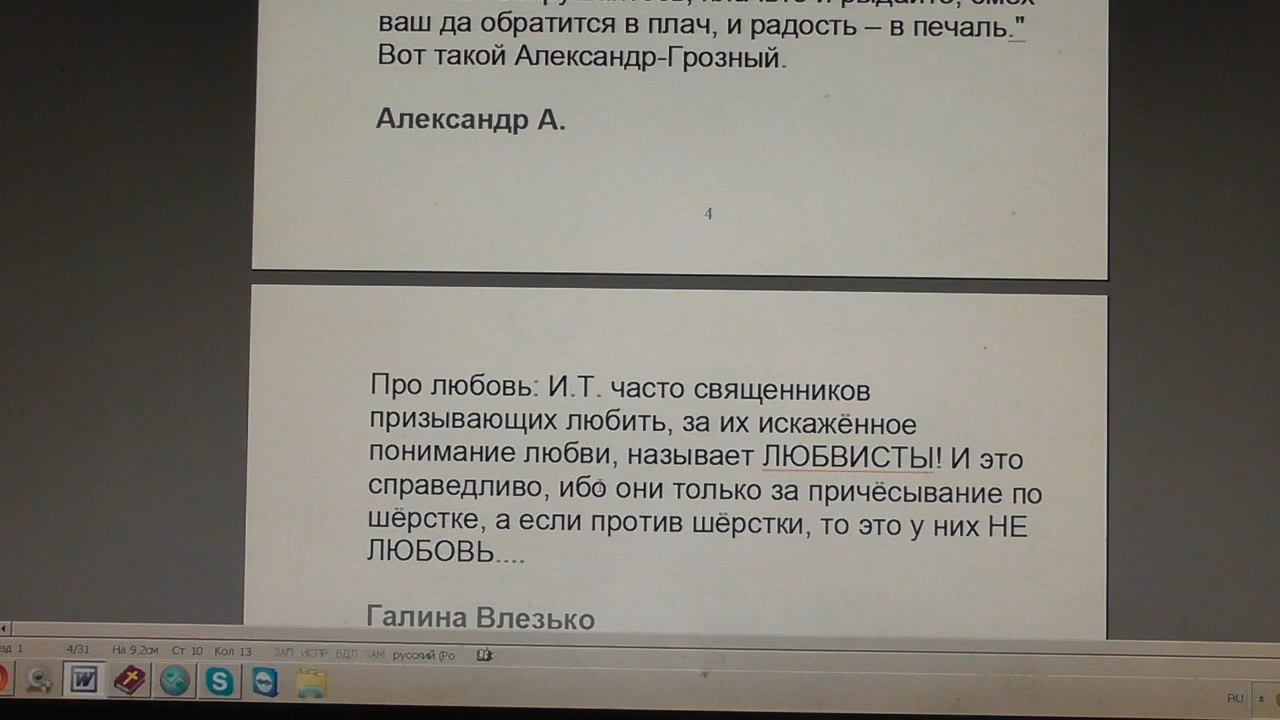 ваш да обратится в плач, и радость – в печаль."
Вот такой Александр-Грозный.
Александр А.
4
Про любовь: И.Т. часто священников
призывающих любить, за их искажённое
понимание любви, называет ЛЮБВИСТЫ! И это
справедливо, ибо они только за причёсывание по
шёрстке, а если против шёрстки, то это у них НЕ
ЛЮБОВЬ....
Галина Влезько
зд 1 4/31 На 9,2см Ст 10 Кол 13 ЗАП ИСПР ВДЛ ЗАМ русский (Ро
RU